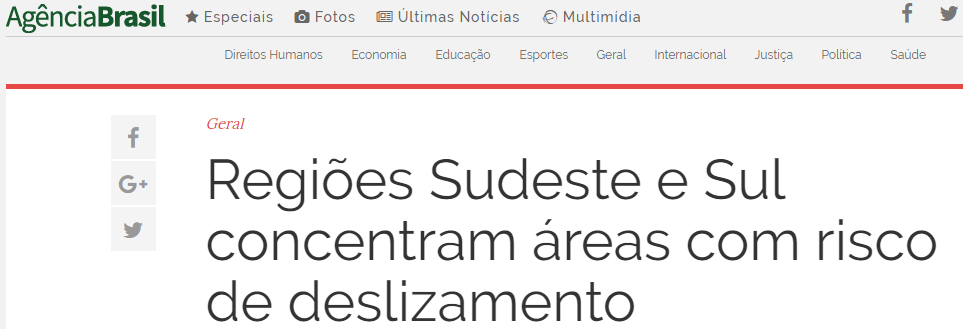 AgênciaBrasil Especiais Fotos Últimas Notícias Multimídia
Direitos Humanos Economia Educação Esportes Geral Internacional Justiça Política Saúde
Geral
Regiões Sudeste e Sul
concentram áreas com risco
de deslizamento